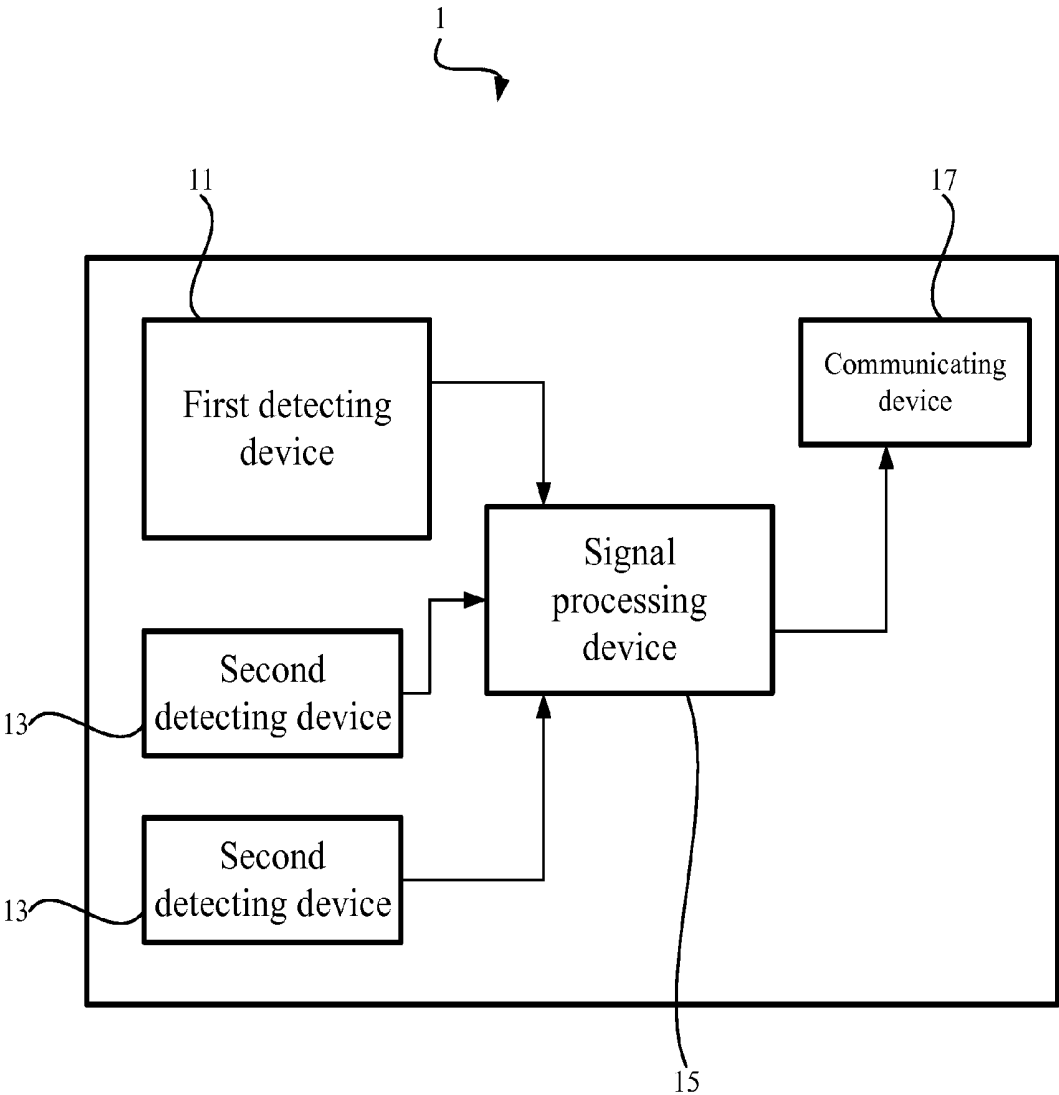 1
11
17
First detecting
device
Communicating
device
Signal
processing
device
Second
detecting device
13
Second
detecting device
13
15